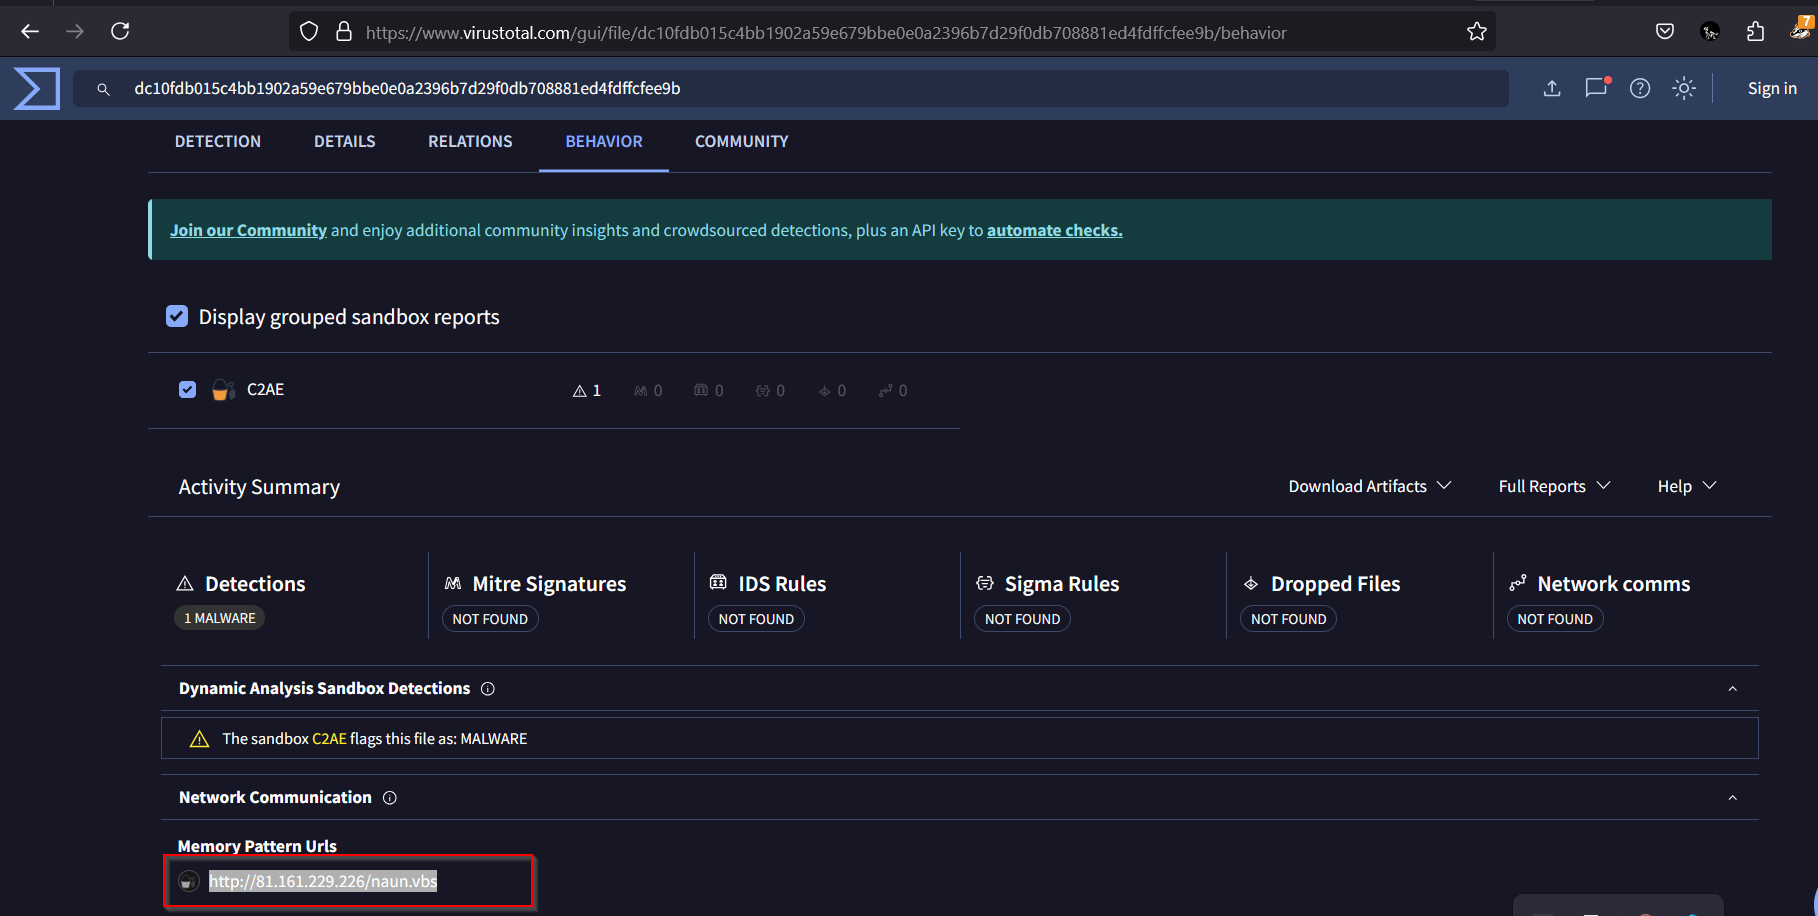 https://www.virustotal.com/gui/file/dc10fdb015c4bb1902a59e679bbe0e0a2396b7d29f0db708881ed4fdffcfee9b/behavior
7
dc10fdb015c4bb1902a59e679bbe0e0a2396b7d29f0db708881ed4fdffcfee9b
Sign in
DETECTION DETAILS RELATIONS BEHAVIOR COMMUNITY
Join our Community and enjoy additional community insights and crowdsourced detections, plus an API key to automate checks.
Display grouped sandbox reports
C2AE 1 0 0 0 0 0
Activity Summary Download Artifacts Full Reports Help
Detections Mitre Signatures IDS Rules Sigma Rules Dropped Files Network comms
1 MALWARE NOT FOUND NOT FOUND NOT FOUND NOT FOUND NOT FOUND
Dynamic Analysis Sandbox Detections
The sandbox C2AE flags this file as: MALWARE
Network Communication
Memory Pattern Urls
http://81.161.229.226/naun.vbs